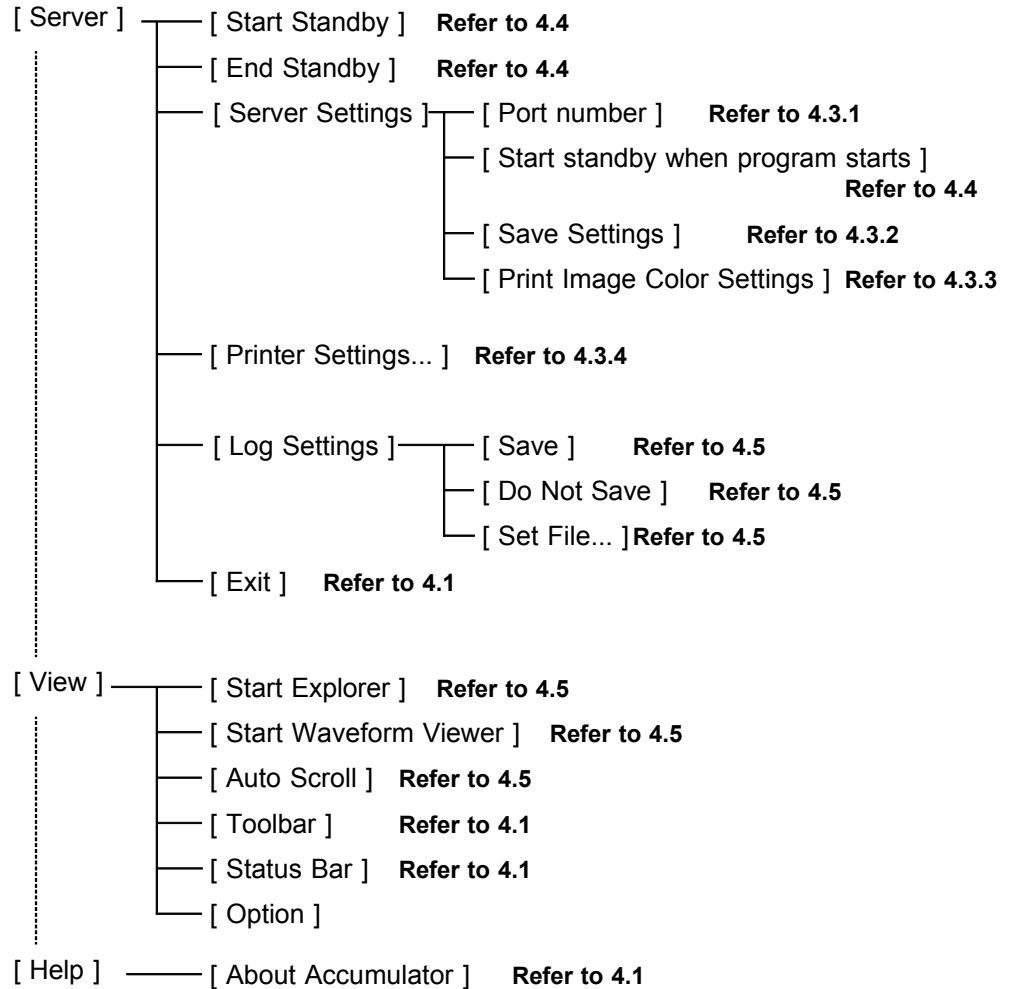 [ Server ] [ Start Standby ] Refer to 4.4
[ End Standby ] Refer to 4.4
[ Server Settings ] [ Port number ] Refer to 4.3.1
[ Start standby when program starts ]
Refer to 4.4
[ Save Settings ] Refer to 4.3.2
[ Print Image Color Settings ] Refer to 4.3.3
[ Printer Settings... ] Refer to 4.3.4
[ Log Settings ] [ Save ] Refer to 4.5
[ Do Not Save ] Refer to 4.5
[ Set File... ] Refer to 4.5
[ Exit ] Refer to 4.1
[ View ] [ Start Explorer ] Refer to 4.5
[ Start Waveform Viewer ] Refer to 4.5
[ Auto Scroll ] Refer to 4.5
[ Toolbar ] Refer to 4.1
[ Status Bar ] Refer to 4.1
[ Option ]
[ Help ] [ About Accumulator ] Refer to 4.1